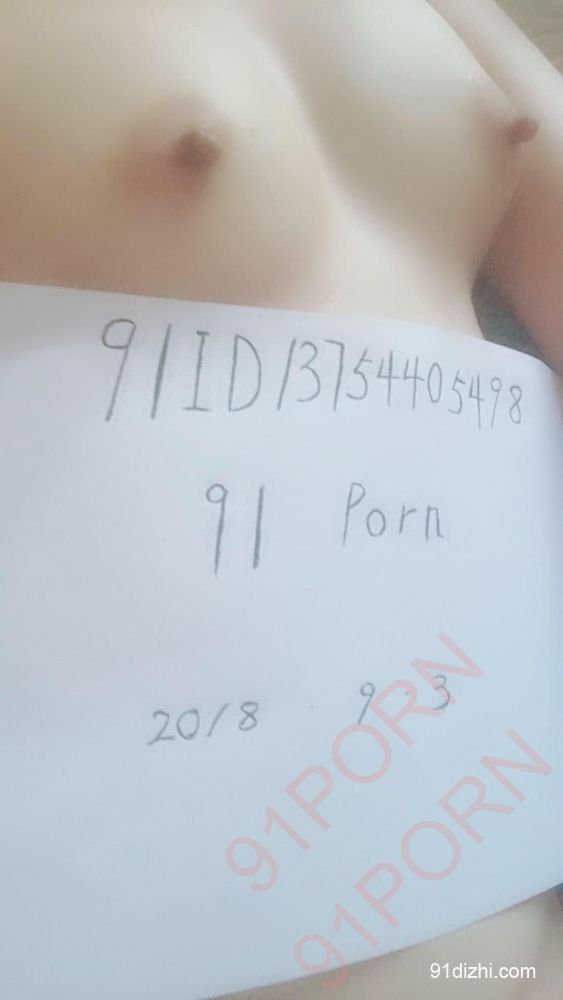 91ID13754405498
91 Porn
2018 . 9 . 3
91PORN
91PORN
91dizhi.com